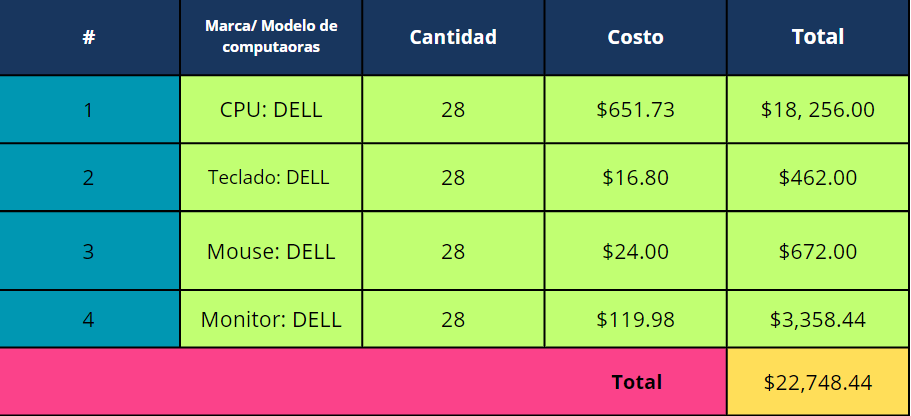 # Marca/ Modelo de computaoras Cantidad Costo Total
1 CPU: DELL 28 $651.73 $18, 256.00
2 Teclado: DELL 28 $16.80 $462.00
3 Mouse: DELL 28 $24.00 $672.00
4 Monitor: DELL 28 $119.98 $3,358.44
Total $22,748.44